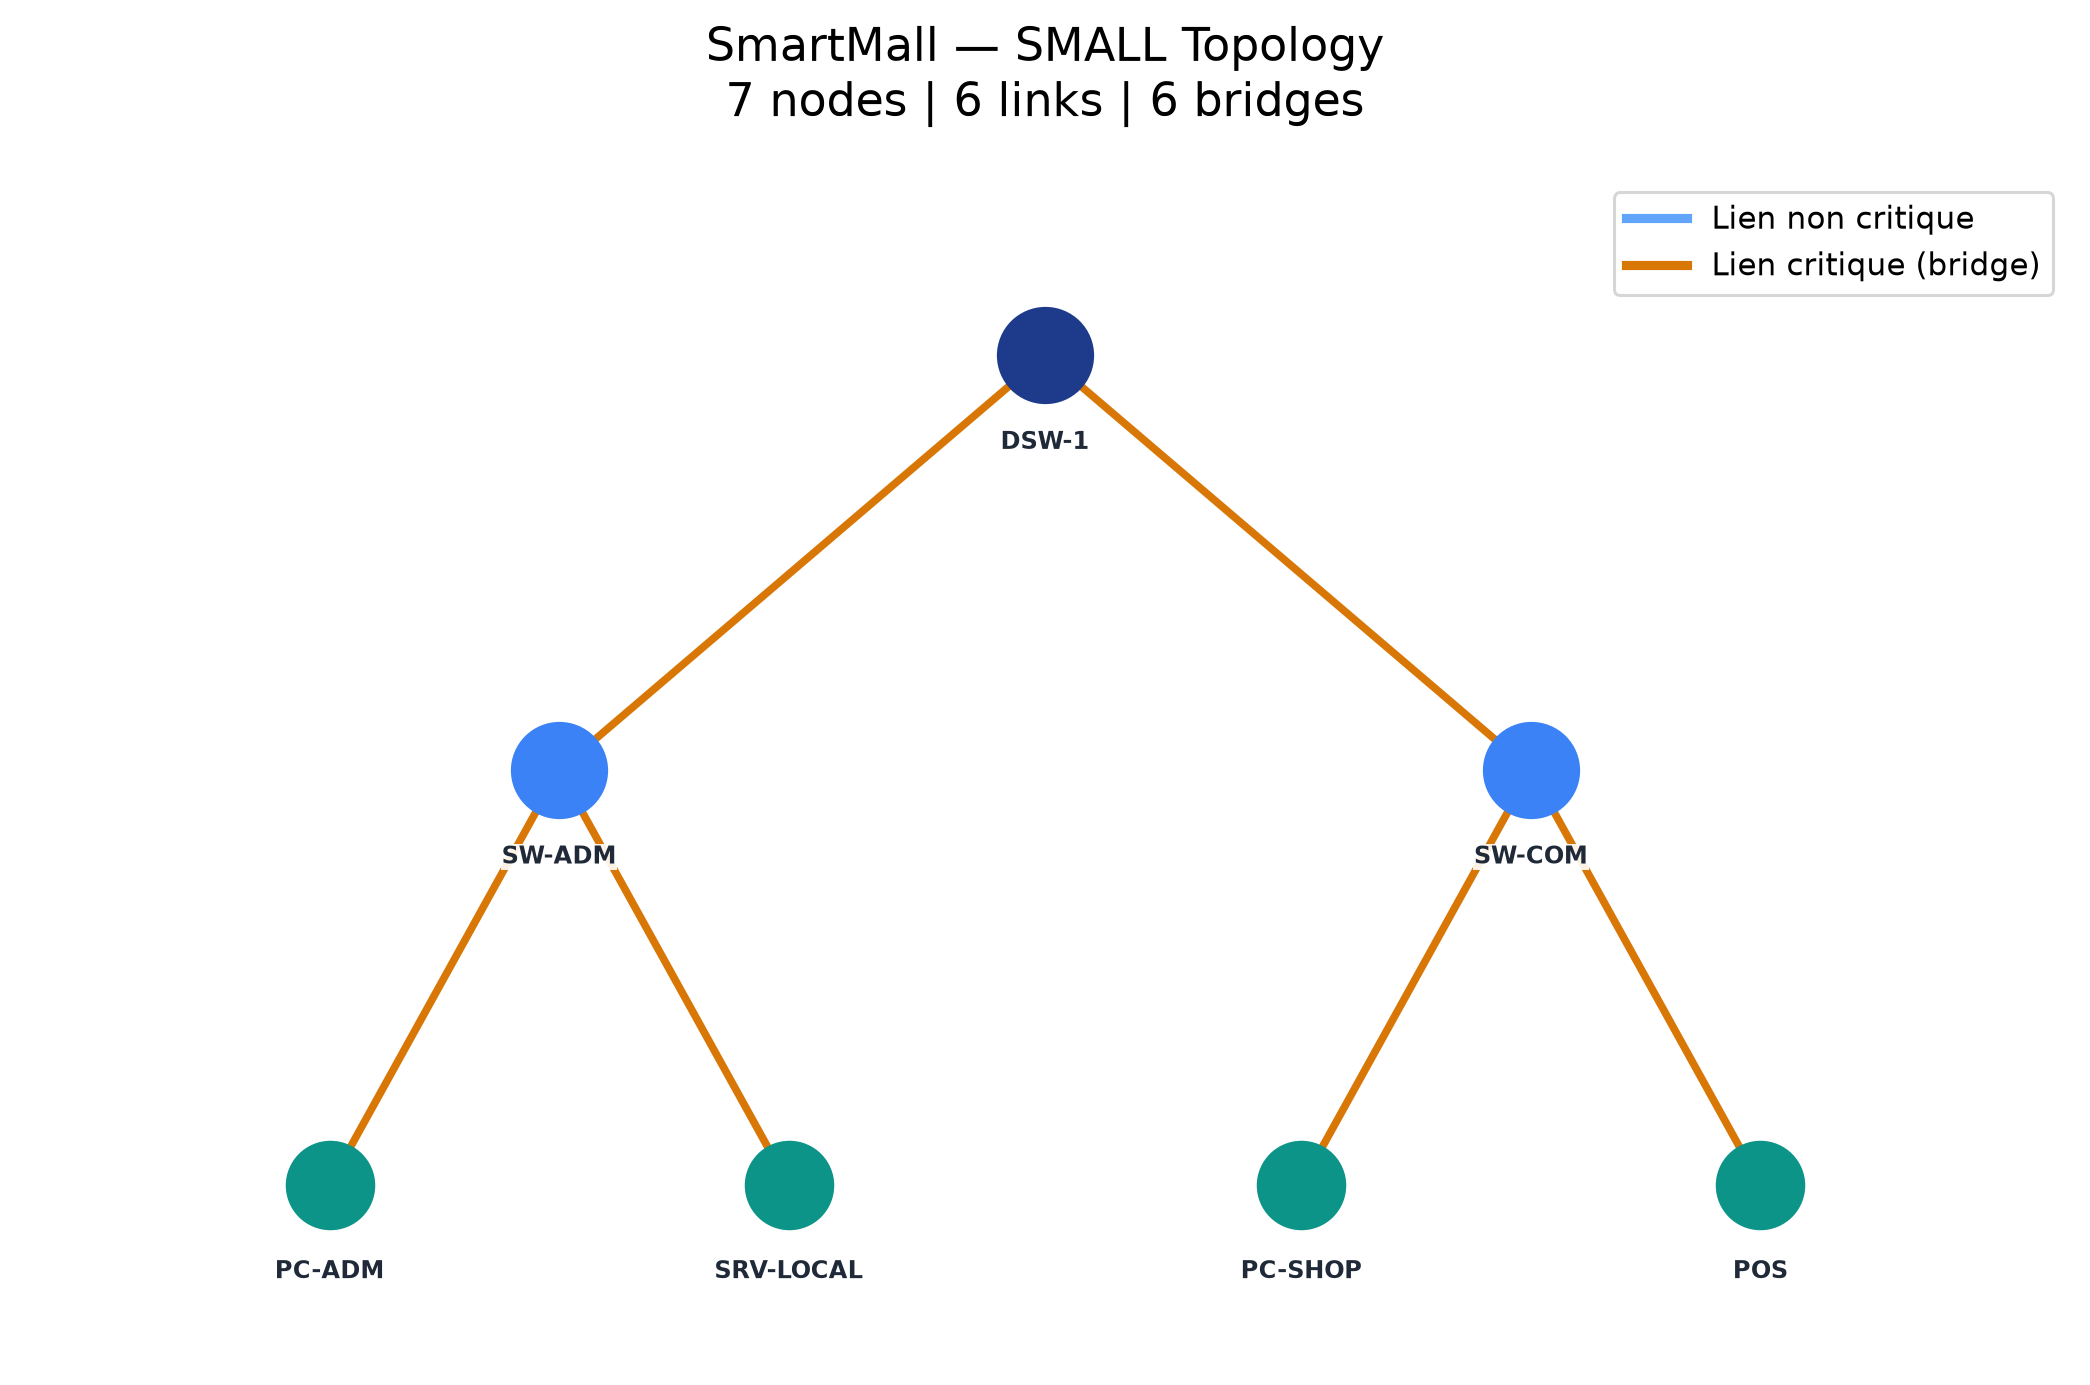 SmartMall — SMALL Topology
7 nodes | 6 links | 6 bridges
Lien non critique
Lien critique (bridge)
DSW-1
SW-ADM
SW-COM
PC-ADM
SRV-LOCAL
PC-SHOP
POS